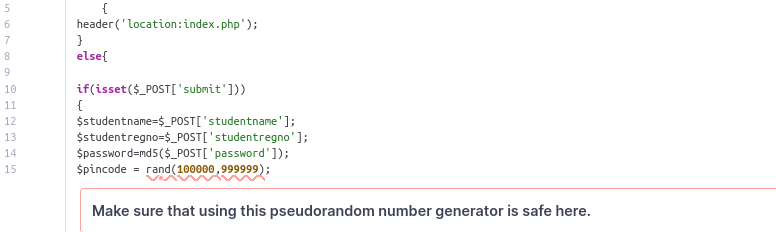 5 {
6 header('location:index.php');
7 }
8 else{
9
10 if(isset($_POST['submit']))
11 {
12 $studentname=$_POST['studentname'];
13 $studentregno=$_POST['studentregno'];
14 $password=md5($_POST['password']);
15 $pincode = rand(100000,999999);
Make sure that using this pseudorandom number generator is safe here.